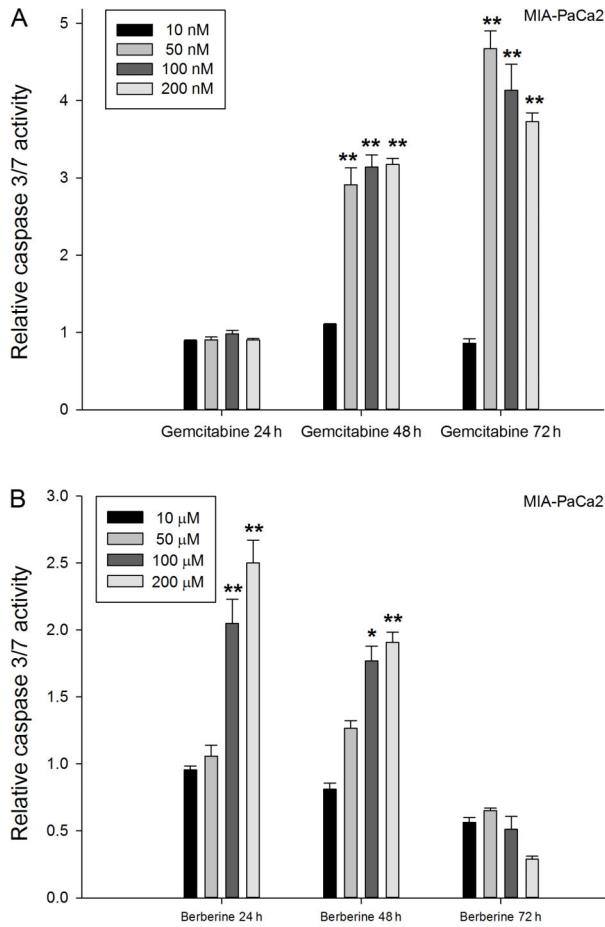 A
MIA-PaCa2
10 nM
50 nM
100 nM
200 nM
Relative caspase 3/7 activity
5
4
3
2
1
0
**
**
**
**
**
**
Gemcitabine 24 h
Gemcitabine 48 h
Gemcitabine 72 h
B
MIA-PaCa2
10 μM
50 μM
100 μM
200 μM
Relative caspase 3/7 activity
3.0
2.5
2.0
1.5
1.0
0.5
0.0
**
**
*
**
Berberine 24 h
Berberine 48 h
Berberine 72 h